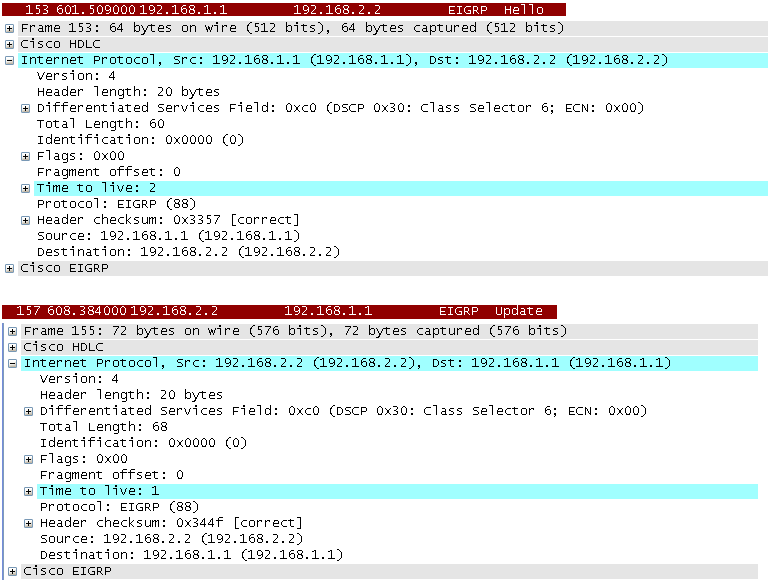 153 601.509000 192.168.1.1 192.168.2.2 EIGRP Hello
Frame 153: 64 bytes on wire (512 bits), 64 bytes captured (512 bits)
Cisco HDLC
Internet Protocol, Src: 192.168.1.1 (192.168.1.1), Dst: 192.168.2.2 (192.168.2.2)
Version: 4
Header length: 20 bytes
Differentiated Services Field: 0xc0 (DSCP 0x30: Class Selector 6; ECN: 0x00)
Total Length: 60
Identification: 0x0000 (0)
Flags: 0x00
Fragment offset: 0
Time to live: 2
Protocol: EIGRP (88)
Header checksum: 0x3357 [correct]
Source: 192.168.1.1 (192.168.1.1)
Destination: 192.168.2.2 (192.168.2.2)
Cisco EIGRP
157 608.384000 192.168.2.2 192.168.1.1 EIGRP Update
Frame 155: 72 bytes on wire (576 bits), 72 bytes captured (576 bits)
Cisco HDLC
Internet Protocol, Src: 192.168.2.2 (192.168.2.2), Dst: 192.168.1.1 (192.168.1.1)
Version: 4
Header length: 20 bytes
Differentiated Services Field: 0xc0 (DSCP 0x30: Class Selector 6; ECN: 0x00)
Total Length: 68
Identification: 0x0000 (0)
Flags: 0x00
Fragment offset: 0
Time to live: 1
Protocol: EIGRP (88)
Header checksum: 0x344f [correct]
Source: 192.168.2.2 (192.168.2.2)
Destination: 192.168.1.1 (192.168.1.1)
Cisco EIGRP